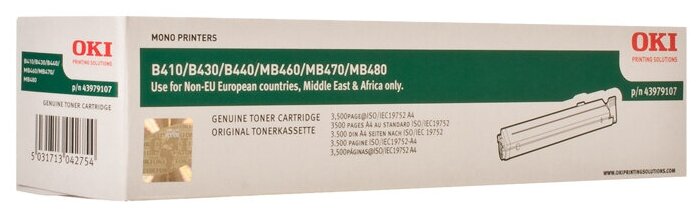 OKI
PRINTING SOLUTIONS
B410/B430/B440/
MB460/MB470/
MB480
p/n 43979107
GENUINE TONER CARTRIDGE
5 031713 042754
MONO PRINTERS
B410/B430/B440/MB460/MB470/MB480
Use for Non-EU European countries, Middle East & Africa only.
GENUINE TONER CARTRIDGE
ORIGINAL TONERKASSETTE
3,500PAGE@ISO/IEC19752 A4
3500 PAGES A4 AU STANDARD ISO/IEC19752
3.500 DIN A4 SEITEN NACH ISO/IEC 19752
3.500 PAGINE@ISO/IEC19752 A4
3.500PÁGINAS@ISO/IEC19752 A4
OKI
PRINTING SOLUTIONS
p/n 43979107
WWW.OKIPRINTINGSOLUTIONS.COM